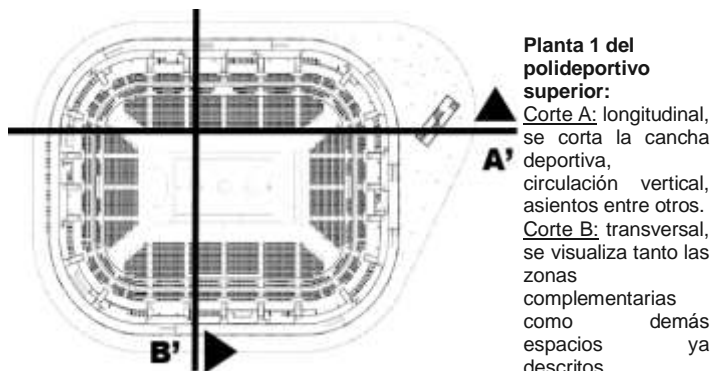 Planta 1 del
polideportivo
superior:
Corte A: longitudinal,
se corta la cancha
deportiva,
circulación vertical,
asientos entre otros.
Corte B: transversal,
se visualiza tanto las
zonas
complementarias
como demás
espacios ya
descritos
A'
B'